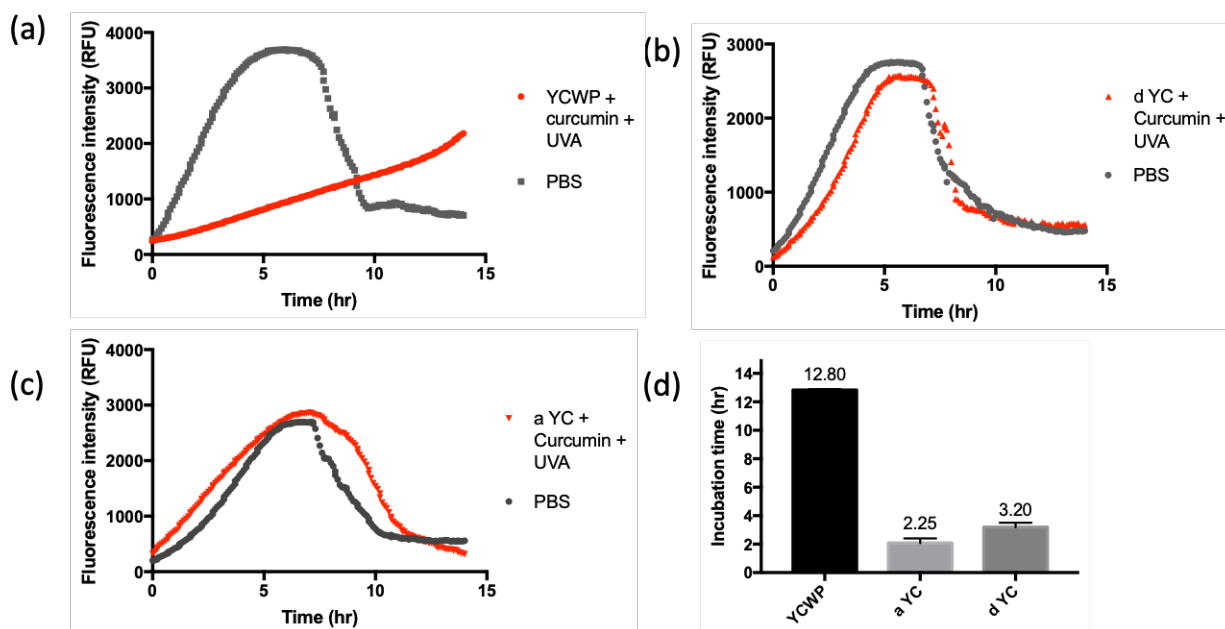 (a)
Fluorescence intensity (RFU)
4000
3000
2000
1000
0
0
5
10
15
Time (hr)
YCWP +
curcumin +
UVA
PBS
(b)
Fluorescence intensity (RFU)
3000
2000
1000
0
0
5
10
15
Time (hr)
d YC +
Curcumin +
UVA
PBS
(c)
Fluorescence intensity (RFU)
4000
3000
2000
1000
0
0
5
10
15
Time (hr)
a YC +
Curcumin +
UVA
PBS
(d)
Incubation time (hr)
14
12
10
8
6
4
2
0
12.80
2.25
3.20
YCWP
a YC
d YC